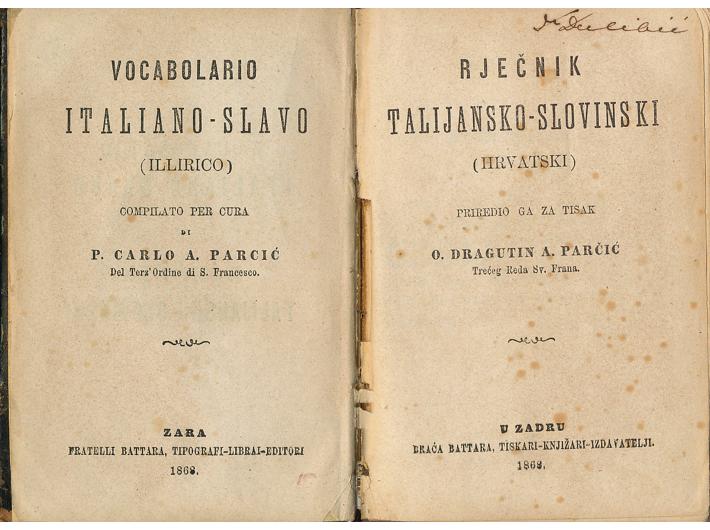 VOCABOLARIO
ITALIANO-SLAVO
(ILLIRICO)
COMPILATO PER CURA
DI
P. CARLO A. PARCIĆ
Del Terz' Ordine di S. Francesco.
ZARA
FRATELLI BATTARA, TIPOGRAFI-LIBRAI-EDITORI
1868.
Dr Dulibić
RJEČNIK
TALIJANSKO-SLOVINSKI
(HRVATSKI)
PRIREDIO GA ZA TISAK
O. DRAGUTIN A. PARČIĆ
Trećeg Reda Sv. Frana.
U ZADRU
BRAĆA BATTARA, TISKARI-KNJIŽARI-IZDAVATELJI.
1868.